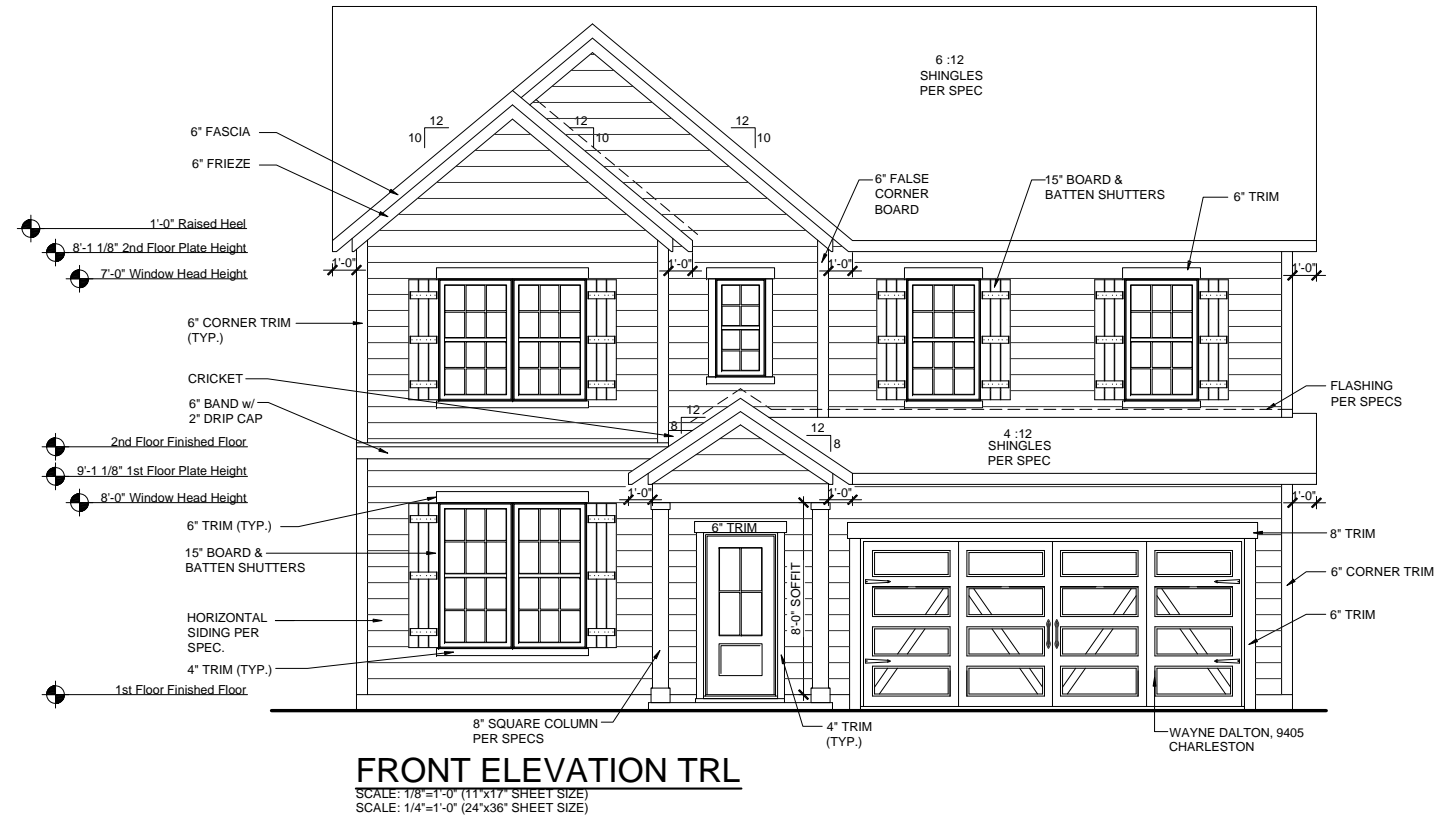 6 :12
SHINGLES
PER SPEC
12
10
12
10
12
10
6" FASCIA
6" FRIEZE
6" FALSE
CORNER
BOARD
15" BOARD &
BATTEN SHUTTERS
6" TRIM
1'-0" Raised Heel
8'-1 1/8" 2nd Floor Plate Height
7'-0" Window Head Height
1'-0"
1'-0"
1'-0"
1'-0"
6" CORNER TRIM
(TYP.)
CRICKET
6" BAND w/
2" DRIP CAP
FLASHING
PER SPECS
12
8
12
8
4 :12
SHINGLES
PER SPEC
2nd Floor Finished Floor
9'-1 1/8" 1st Floor Plate Height
8'-0" Window Head Height
1'-0"
1'-0"
1'-0"
6" TRIM (TYP.)
6" TRIM
8" TRIM
15" BOARD &
BATTEN SHUTTERS
8'-0" SOFFIT
6" CORNER TRIM
6" TRIM
HORIZONTAL
SIDING PER
SPEC.
4" TRIM (TYP.)
1st Floor Finished Floor
8" SQUARE COLUMN
PER SPECS
4" TRIM
(TYP.)
WAYNE DALTON, 9405
CHARLESTON
FRONT ELEVATION TRL
SCALE: 1/8"=1'-0" (11"x17" SHEET SIZE)
SCALE: 1/4"=1'-0" (24"x36" SHEET SIZE)